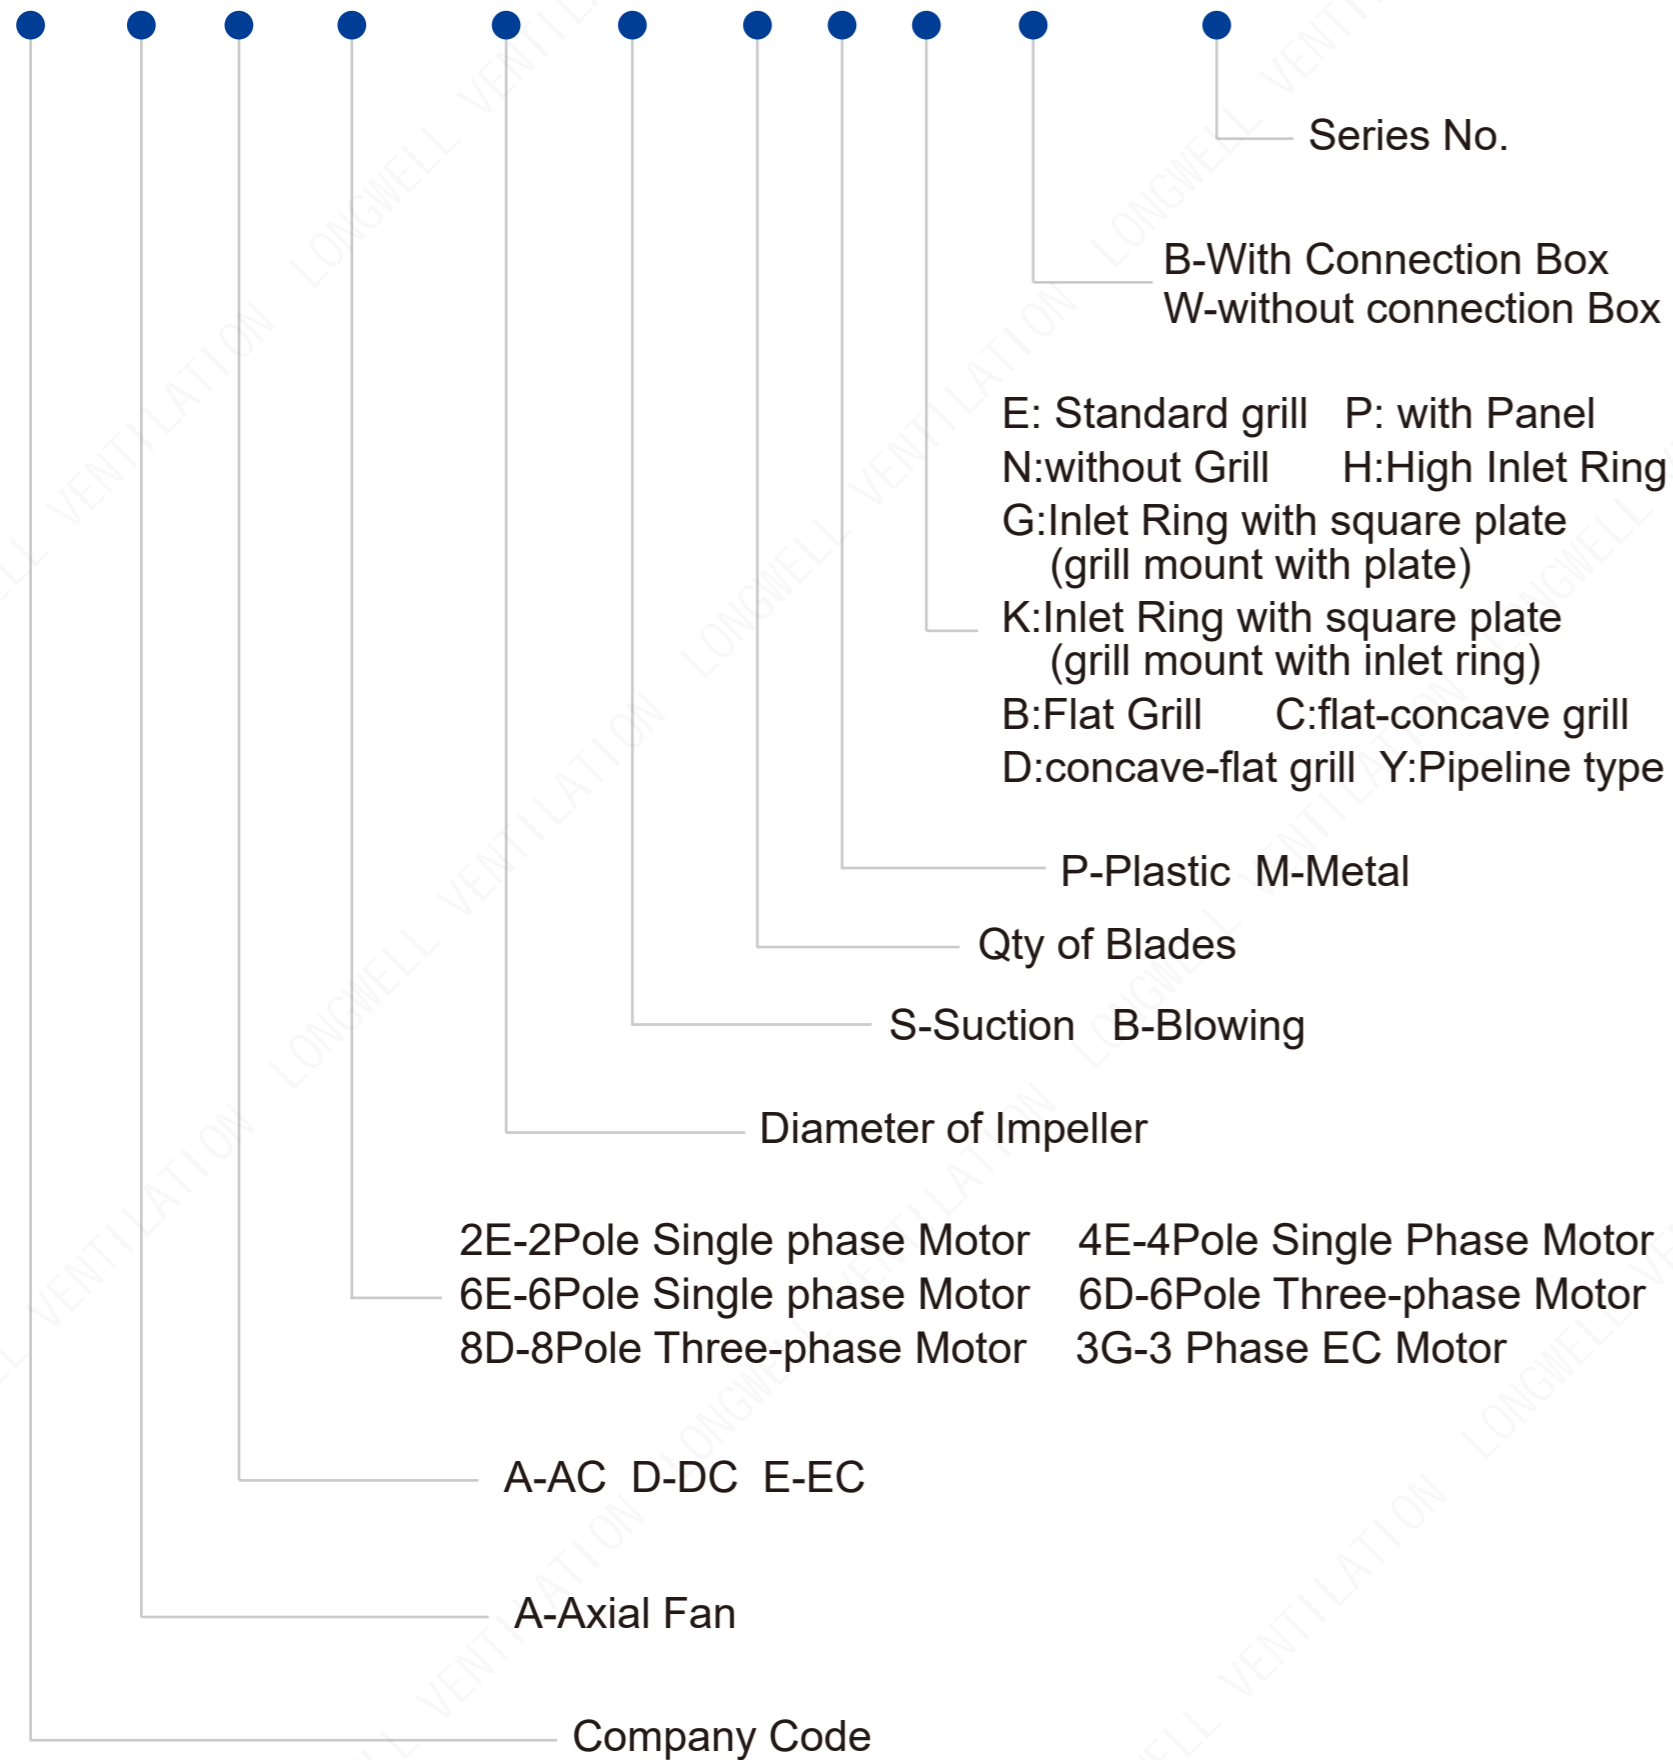 Series No.
B-With Connection Box
W-without connection Box
E: Standard grill P: with Panel
N:without Grill H:High Inlet Ring
G:Inlet Ring with square plate
(grill mount with plate)
K:Inlet Ring with square plate
(grill mount with inlet ring)
B:Flat Grill C:flat-concave grill
D:concave-flat grill Y:Pipeline type
P-Plastic M-Metal
Qty of Blades
S-Suction B-Blowing
Diameter of Impeller
2E-2Pole Single phase Motor 4E-4Pole Single Phase Motor
6E-6Pole Single phase Motor 6D-6Pole Three-phase Motor
8D-8Pole Three-phase Motor 3G-3 Phase EC Motor
A-AC D-DC E-EC
A-Axial Fan
Company Code
LONGWELL VENTILATION